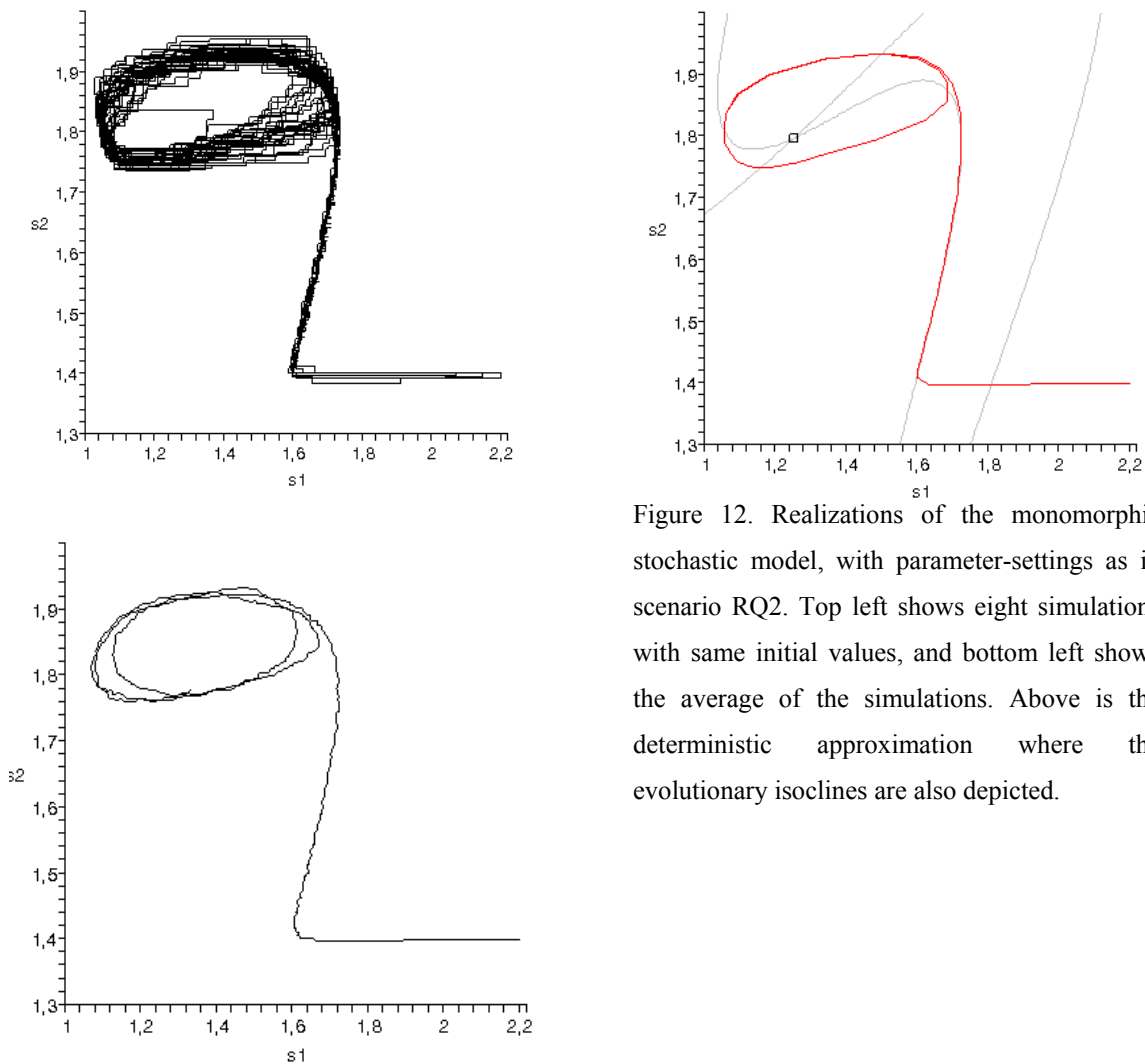 1,9
1,8
1,7
s2
1,6
1,5
1,4
1,3
1 1,2 1,4 1,6 1,8 2 2,2
s1
1,9
1,8
1,7
s2
1,6
1,5
1,4
1,3
1 1,2 1,4 1,6 1,8 2 2,2
s1
Figure 12. Realizations of the monomorphi
stochastic model, with parameter-settings as i
scenario RQ2. Top left shows eight simulation
with same initial values, and bottom left show
the average of the simulations. Above is th
deterministic approximation where th
evolutionary isoclines are also depicted.
1,9
1,8
1,7
s2
1,6
1,5
1,4
1,3
1 1,2 1,4 1,6 1,8 2 2,2
s1